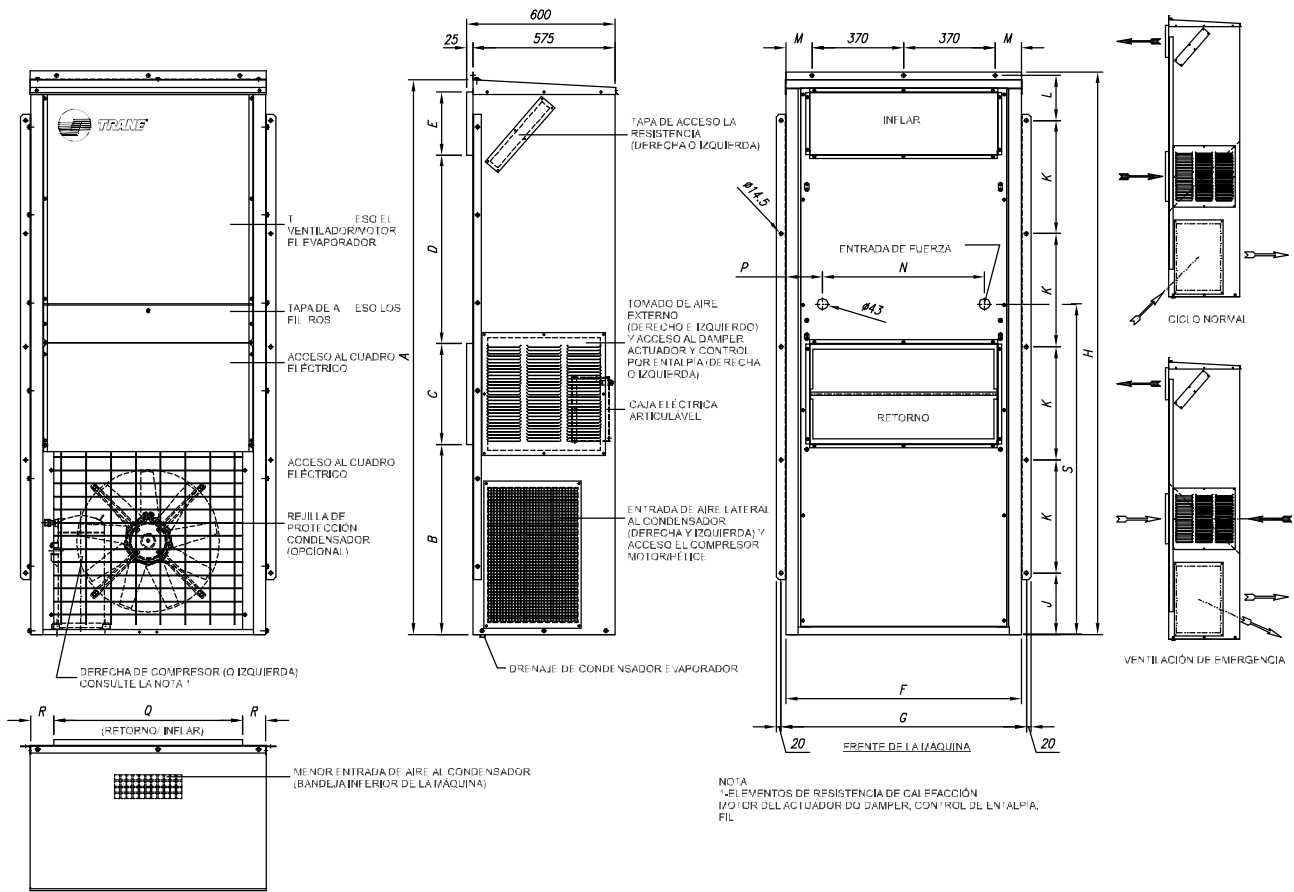 TRANE
T ESO EL
VENTILADOR/MOTOR
EL EVAPORADOR
TAPA DE A ESO LOS
FIL ROS
ACCESO AL CUADRO
ELÉCTRICO
ACCESO AL CUADRO
ELÉCTRICO
REJILLA DE
PROTECCIÓN
CONDENSADOR
(OPCIONAL)
DERECHA DE COMPRESOR (O IZQUIERDA)
CONSULTE LA NOTA 1
600
25
575
A
E
D
C
B
TAPA DE ACCESO LA
RESISTENCIA
(DERECHA O IZQUIERDA)
TOMADO DE AIRE
EXTERNO
(DERECHO E IZQUIERDO)
Y ACCESO AL DAMPER
ACTUADOR Y CONTROL
POR ENTALPÍA (DERECHA
O IZQUIERDA)
CAJA ELÉCTRICA
ARTICULÁVEL
ENTRADA DE AIRE LATERAL
AL CONDENSADOR
(DERECHA Y IZQUIERDA) Y
ACCESO EL COMPRESOR
MOTOR/HÉLICE
DRENAJE DE CONDENSADOR EVAPORADOR
M
370
370
M
INFLAR
ø14.5
ENTRADA DE FUERZA
P
N
ø43
RETORNO
L
K
K
K
K
J
H
S
F
G
20
FRENTE DE LA MÁQUINA
20
CICLO NORMAL
VENTILACIÓN DE EMERGENCIA
R
Q
R
(RETORNO/ INFLAR)
MENOR ENTRADA DE AIRE AL CONDENSADOR
(BANDEJA INFERIOR DE LA MÁQUINA)
NOTA
1-ELEMENTOS DE RESISTENCIA DE CALEFACCIÓN
MOTOR DEL ACTUADOR DO DAMPER, CONTROL DE ENTALPÍA,
FIL